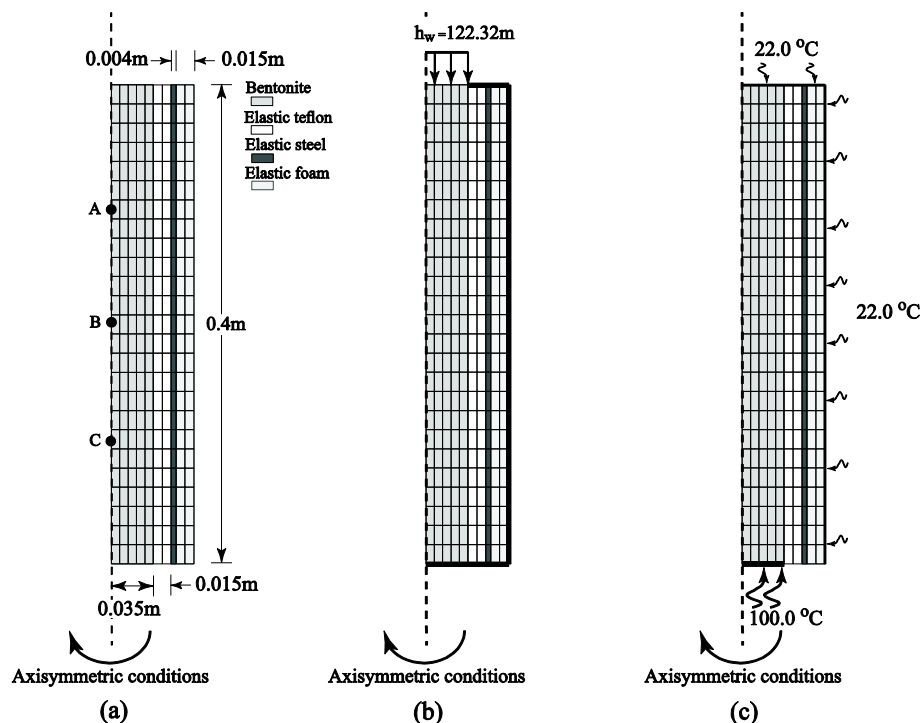 0.004m
0.015m
Bentonite
Elastic teflon
Elastic steel
Elastic foam
A
B
C
0.4m
0.015m
0.035m
Axisymmetric conditions
(a)
h_w =122.32m
Axisymmetric conditions
(b)
22.0 °C
22.0 °C
100.0 °C
Axisymmetric conditions
(c)